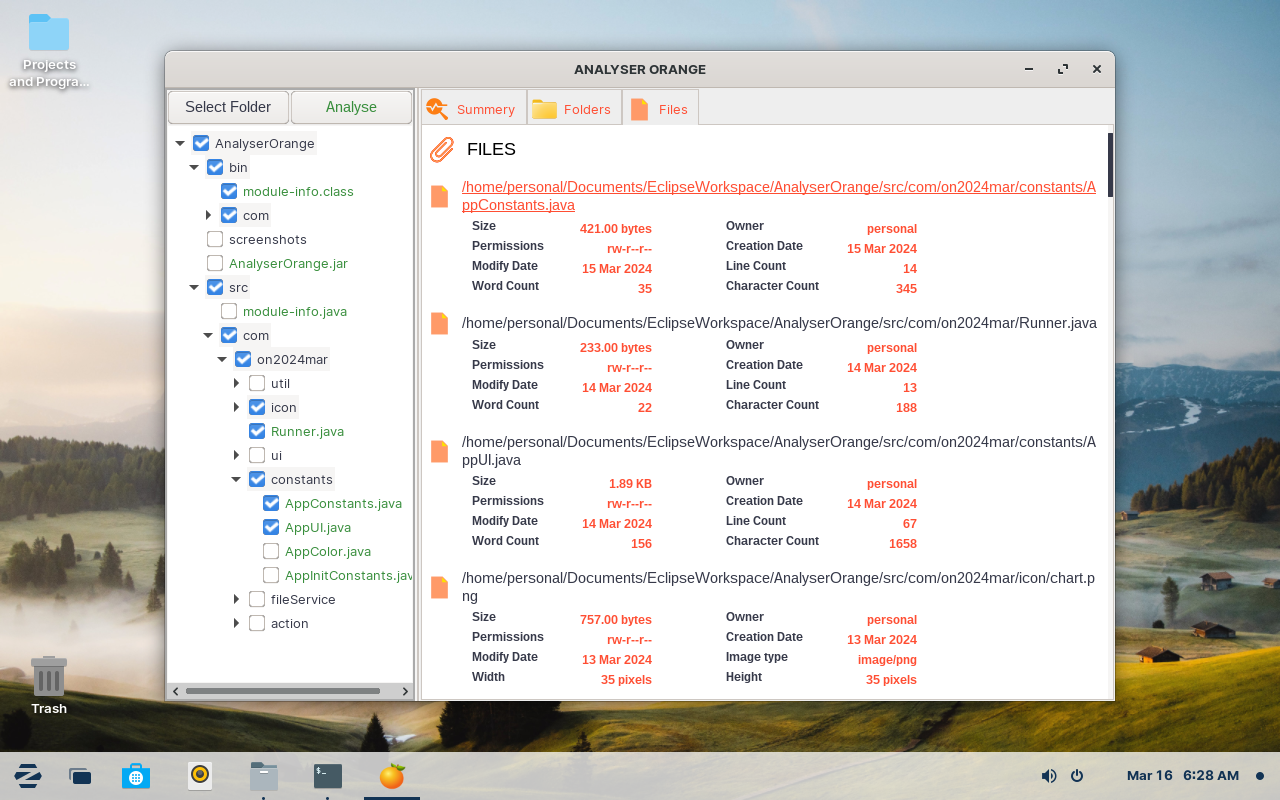 Projects
and Progra...
Trash
ANALYSER ORANGE
Select Folder
Analyse
AnalyserOrange
bin
module-info.class
com
screenshots
AnalyserOrange.jar
src
module-info.java
com
on2024mar
util
icon
Runner.java
ui
constants
AppConstants.java
AppUI.java
AppColor.java
AppInitConstants.jav
fileService
action
Summery
Folders
Files
FILES
/home/personal/Documents/EclipseWorkspace/AnalyserOrange/src/com/on2024mar/constants/A
ppConstants.java
Size 421.00 bytes Owner personal
Permissions rw-r--r-- Creation Date 15 Mar 2024
Modify Date 15 Mar 2024 Line Count 14
Word Count 35 Character Count 345
/home/personal/Documents/EclipseWorkspace/AnalyserOrange/src/com/on2024mar/Runner.java
Size 233.00 bytes Owner personal
Permissions rw-r--r-- Creation Date 14 Mar 2024
Modify Date 14 Mar 2024 Line Count 13
Word Count 22 Character Count 188
/home/personal/Documents/EclipseWorkspace/AnalyserOrange/src/com/on2024mar/constants/A
ppUI.java
Size 1.89 KB Owner personal
Permissions rw-r--r-- Creation Date 14 Mar 2024
Modify Date 14 Mar 2024 Line Count 67
Word Count 156 Character Count 1658
/home/personal/Documents/EclipseWorkspace/AnalyserOrange/src/com/on2024mar/icon/chart.p
ng
Size 757.00 bytes Owner personal
Permissions rw-r--r-- Creation Date 13 Mar 2024
Modify Date 13 Mar 2024 Image type image/png
Width 35 pixels Height 35 pixels
$-
Mar 16 6:28 AM